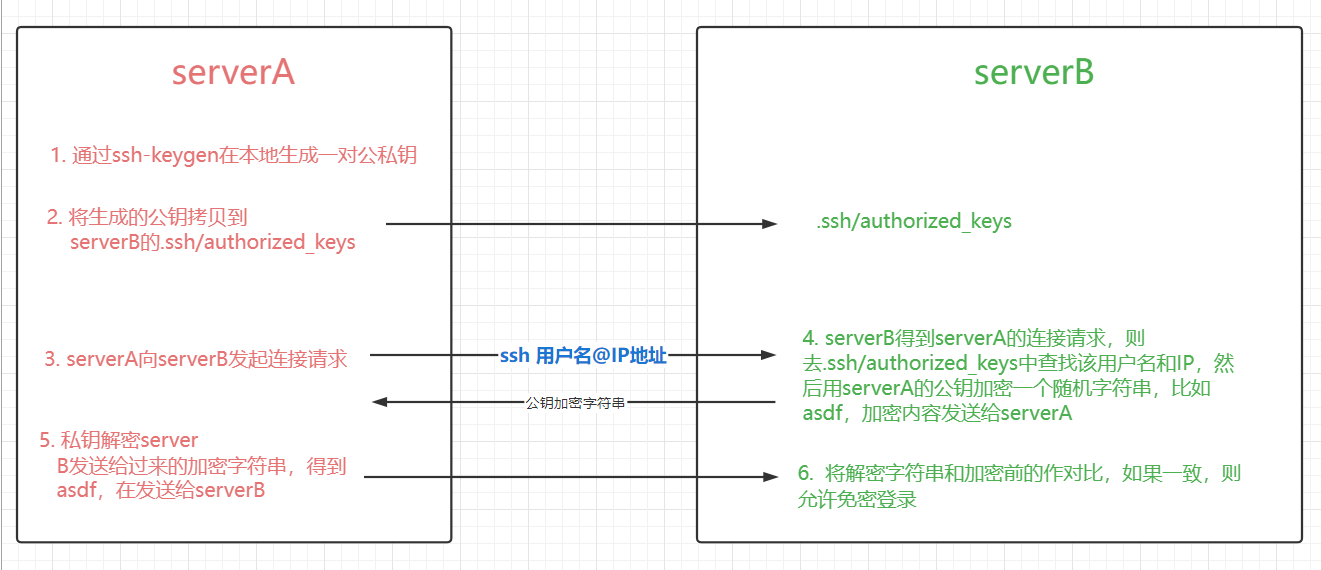 serverA
1. 通过ssh-keygen在本地生成一对公私钥
2. 将生成的公钥拷贝到
serverB的.ssh/authorized_keys
3. serverA向serverB发起连接请求
5. 私钥解密server
B发送给过来的加密字符串，得到
asdf，在发送给serverB
ssh 用户名@IP地址
公钥加密字符串
serverB
.ssh/authorized_keys
4. serverB得到serverA的连接请求，则
去.ssh/authorized_keys中查找该用户名和IP，然
后用serverA的公钥加密一个随机字符串，比如
asdf，加密内容发送给serverA
6. 将解密字符串和加密前的作对比，如果一致，则
允许免密登录